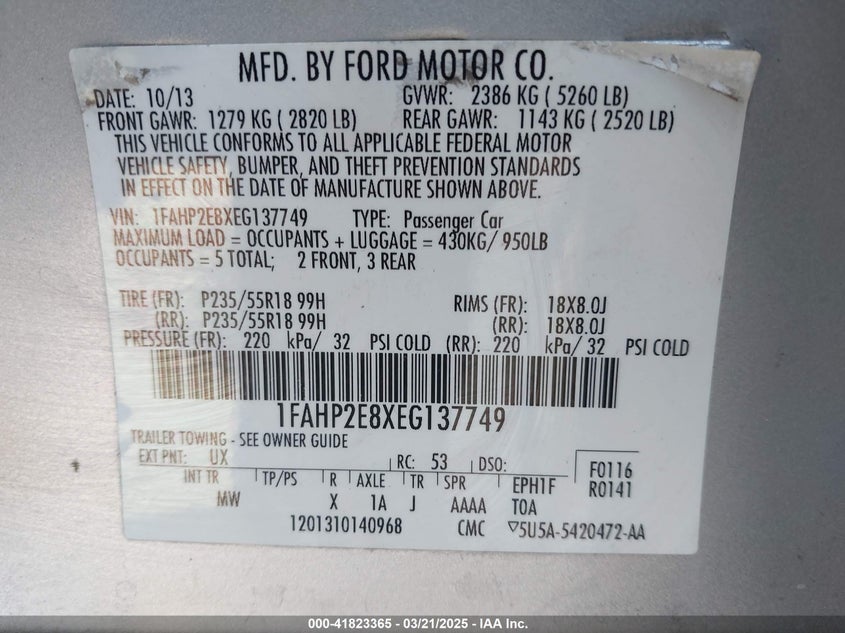 MFD. BY FORD MOTOR CO.
DATE: 10/13 GVWR: 2386 KG ( 5260 LB)
FRONT GAWR: 1279 KG ( 2820 LB) REAR GAWR: 1143 KG ( 2520 LB)
THIS VEHICLE CONFORMS TO ALL APPLICABLE FEDERAL MOTOR
VEHICLE SAFETY, BUMPER, AND THEFT PREVENTION STANDARDS
IN EFFECT ON THE DATE OF MANUFACTURE SHOWN ABOVE.
VIN: 1FAHP2E8XEG137749 TYPE: Passenger Car
MAXIMUM LOAD = OCCUPANTS + LUGGAGE = 430KG/ 950LB
OCCUPANTS = 5 TOTAL; 2 FRONT, 3 REAR
TIRE (FR): P235/55R18 99H RIMS (FR): 18X8.0J
(RR): P235/55R18 99H (RR): 18X8.0J
PRESSURE (FR): 220 kPa/ 32 PSI COLD (RR): 220 kPa/ 32 PSI COLD
1FAHP2E8XEG137749
TRAILER TOWING - SEE OWNER GUIDE
EXT PNT: UX RC: 53 DSO: F0116
INT TR TP/PS R AXLE TR SPR EPH1F R0141
MW X 1A J AAAA T0A
1201310140968 CMC ▽5U5A-5420472-AA
000-41823365 / 03/21/2025 / IAA Inc.